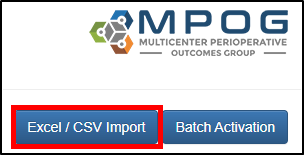 MPOG
MULTICENTER PERIOPERATIVE
OUTCOMES GROUP
Excel / CSV Import
Batch Activation